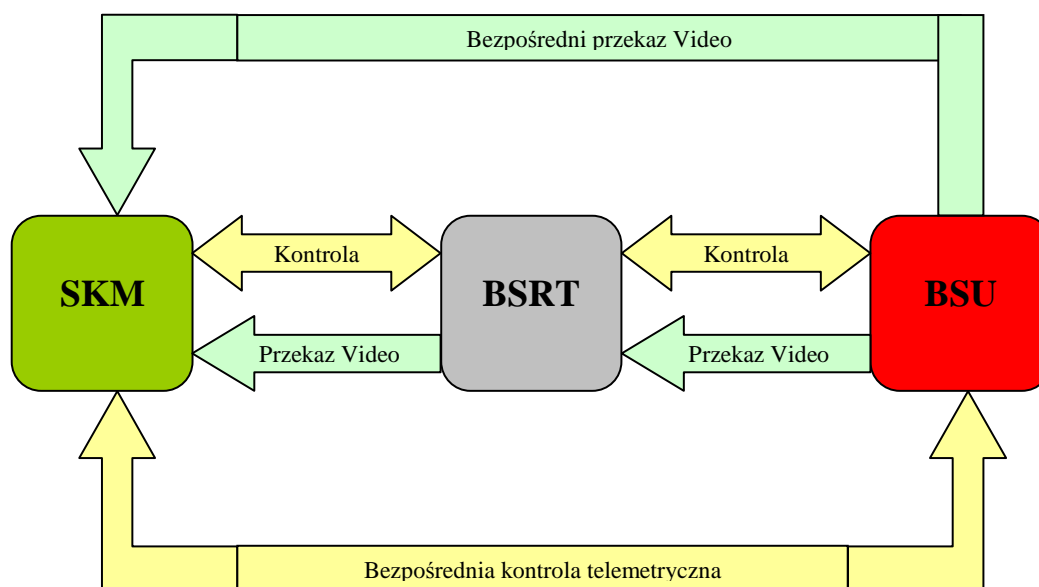 Bezpośredni przekaz Video
Kontrola
Kontrola
SKM
BSRT
BSU
Przekaz Video
Przekaz Video
Bezpośrednia kontrola telemetryczna